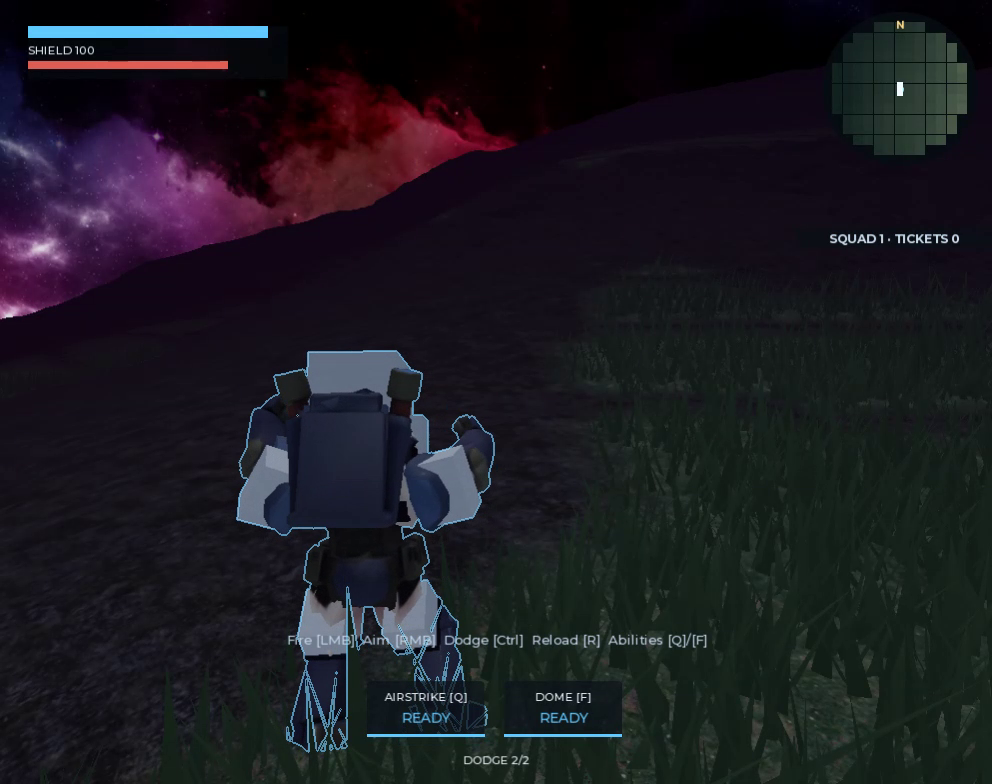 SHIELD 100
N
SQUAD 1 · TICKETS 0
Fire [LMB] Aim [RMB] Dodge [Ctrl] Reload [R] Abilities [Q]/[F]
AIRSTRIKE [Q]
READY
DOME [F]
READY
DODGE 2/2